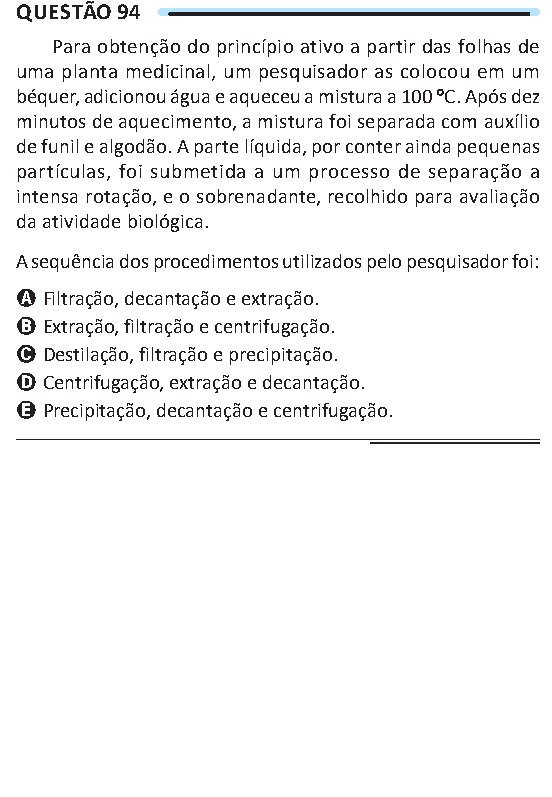 QUESTÃO 94
Para obtenção do princípio ativo a partir das folhas de
uma planta medicinal, um pesquisador as colocou em um
béquer, adicionou água e aqueceu a mistura a 100 °C. Após dez
minutos de aquecimento, a mistura foi separada com auxílio
de funil e algodão. A parte líquida, por conter ainda pequenas
partículas, foi submetida a um processo de separação a
intensa rotação, e o sobrenadante, recolhido para avaliação
da atividade biológica.
A sequência dos procedimentos utilizados pelo pesquisador foi:
A Filtração, decantação e extração.
B Extração, filtração e centrifugação.
C Destilação, filtração e precipitação.
D Centrifugação, extração e decantação.
E Precipitação, decantação e centrifugação.